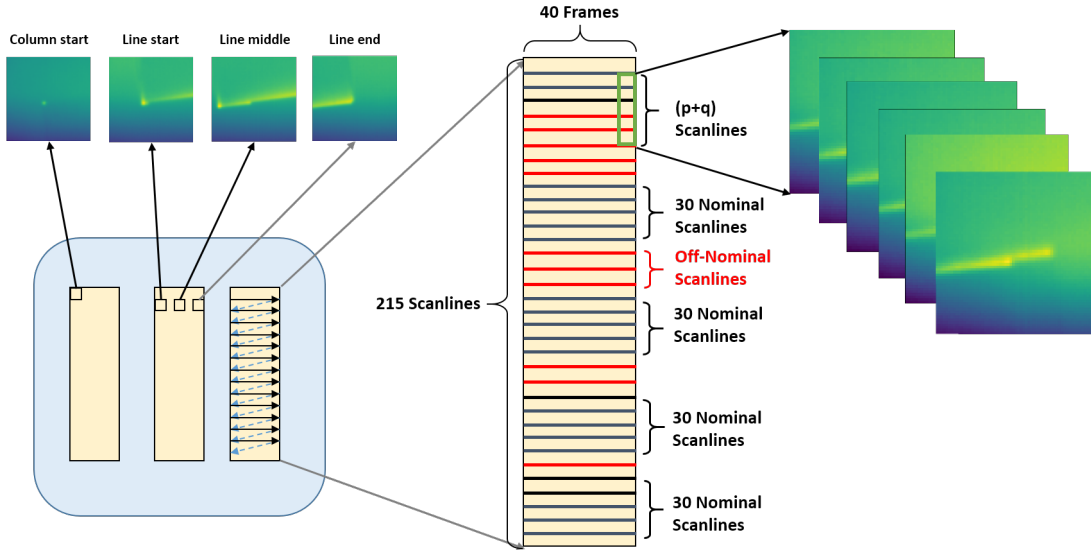 40 Frames
Column start
Line start
Line middle
Line end
(p+q)
Scanlines
30 Nominal
Scanlines
Off-Nominal
Scanlines
215 Scanlines
30 Nominal
Scanlines
30 Nominal
Scanlines
30 Nominal
Scanlines